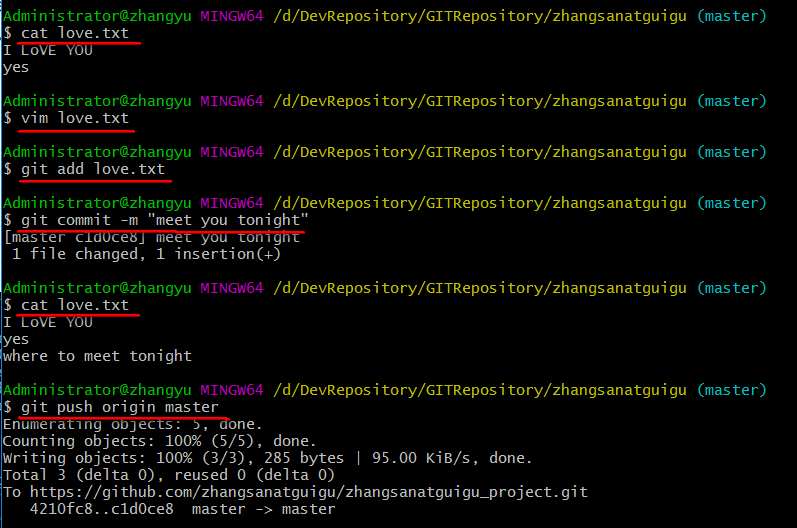 Administrator@zhangyu MINGW64 /d/DevRepository/GITRepository/zhangsanatguigu (master)
$ cat love.txt
I LoVE YOU
yes
Administrator@zhangyu MINGW64 /d/DevRepository/GITRepository/zhangsanatguigu (master)
$ vim love.txt
Administrator@zhangyu MINGW64 /d/DevRepository/GITRepository/zhangsanatguigu (master)
$ git add love.txt
Administrator@zhangyu MINGW64 /d/DevRepository/GITRepository/zhangsanatguigu (master)
$ git commit -m "meet you tonight"
[master c1d0ce8] meet you tonight
 1 file changed, 1 insertion(+)
Administrator@zhangyu MINGW64 /d/DevRepository/GITRepository/zhangsanatguigu (master)
$ cat love.txt
I LoVE YOU
yes
where to meet tonight
Administrator@zhangyu MINGW64 /d/DevRepository/GITRepository/zhangsanatguigu (master)
$ git push origin master
Enumerating objects: 5, done.
Counting objects: 100% (5/5), done.
Writing objects: 100% (3/3), 285 bytes | 95.00 KiB/s, done.
Total 3 (delta 0), reused 0 (delta 0)
To https://github.com/zhangsanatguigu/zhangsanatguigu_project.git
   4210fc8..c1d0ce8  master -> master